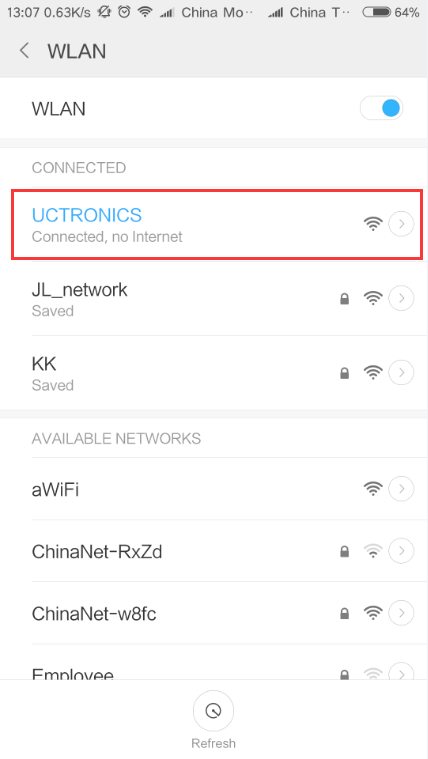 13:07 0.63K/s China Mo·· China T·· 64%
WLAN
WLAN
CONNECTED
UCTRONICS
Connected, no Internet
JL_network
Saved
KK
Saved
AVAILABLE NETWORKS
aWiFi
ChinaNet-RxZd
ChinaNet-w8fc
Employee
Refresh